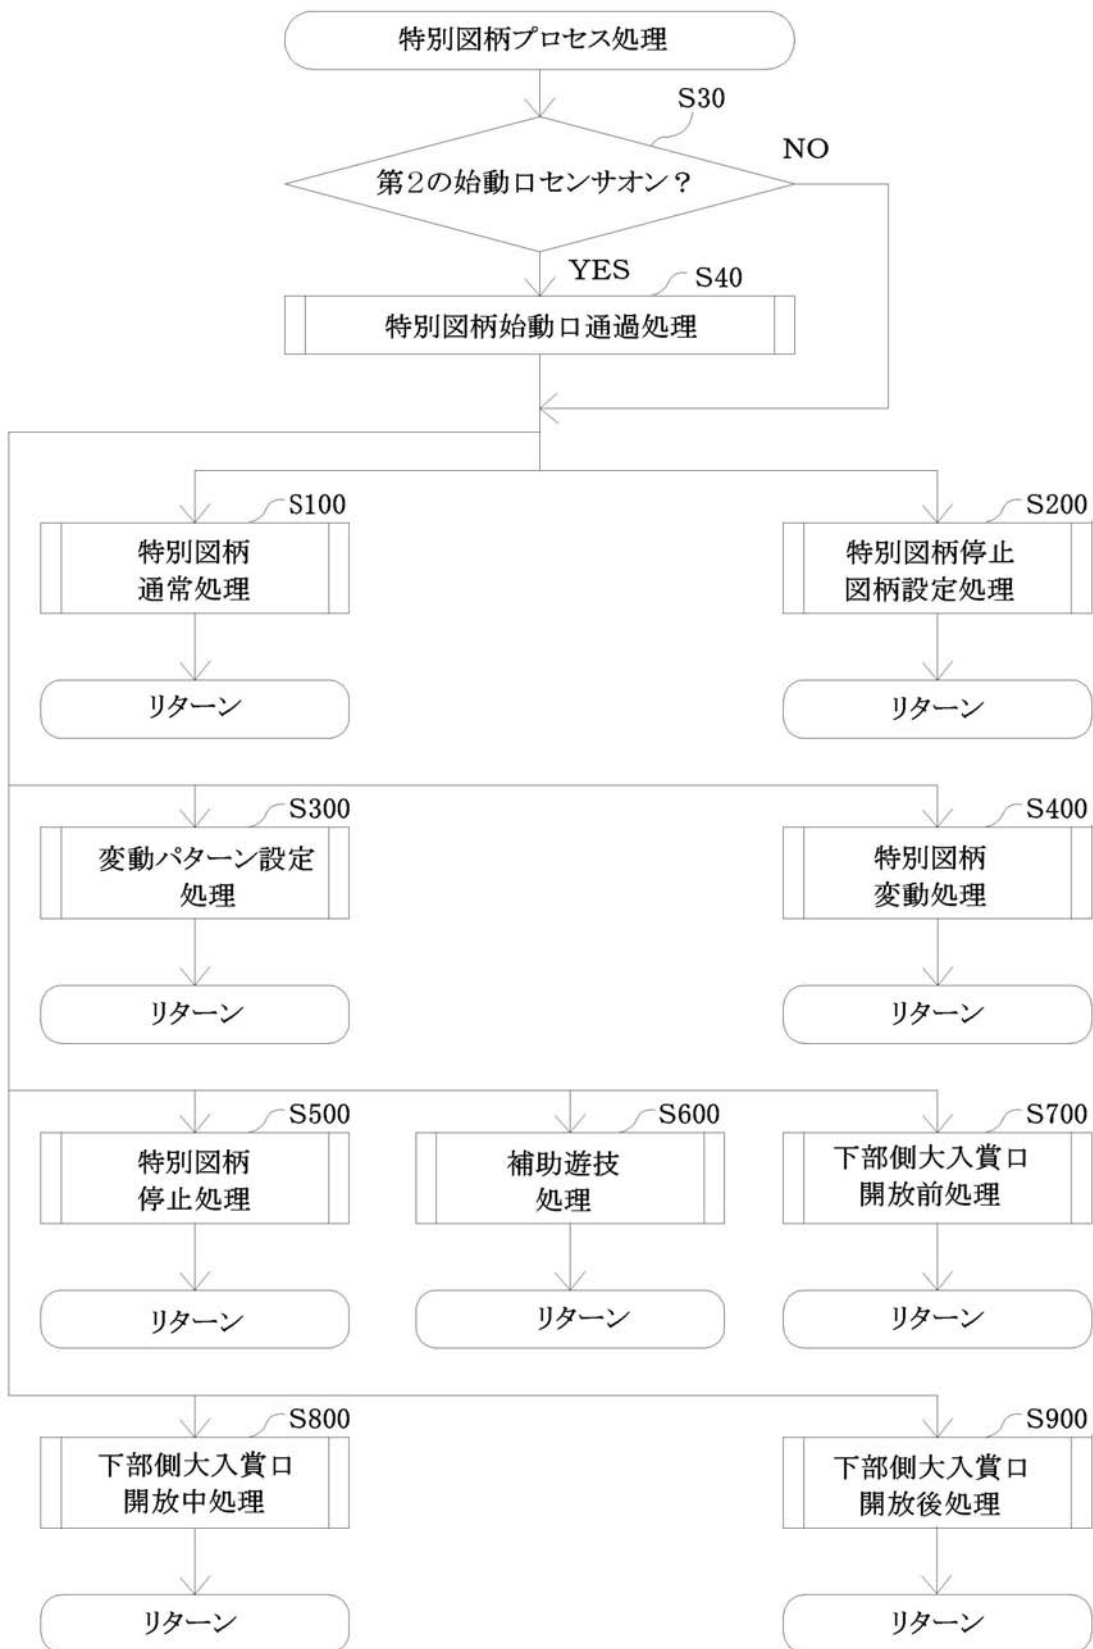 特別図柄プロセス処理
S30
第2の始動口センサオン？
NO
YES
S40
特別図柄始動口通過処理
S100
特別図柄
通常処理
リターン
S200
特別図柄停止
図柄設定処理
リターン
S300
変動パターン設定
処理
リターン
S400
特別図柄
変動処理
リターン
S500
特別図柄
停止処理
リターン
S600
補助遊技
処理
リターン
S700
下部側大入賞口
開放前処理
リターン
S800
下部側大入賞口
開放中処理
リターン
S900
下部側大入賞口
開放後処理
リターン